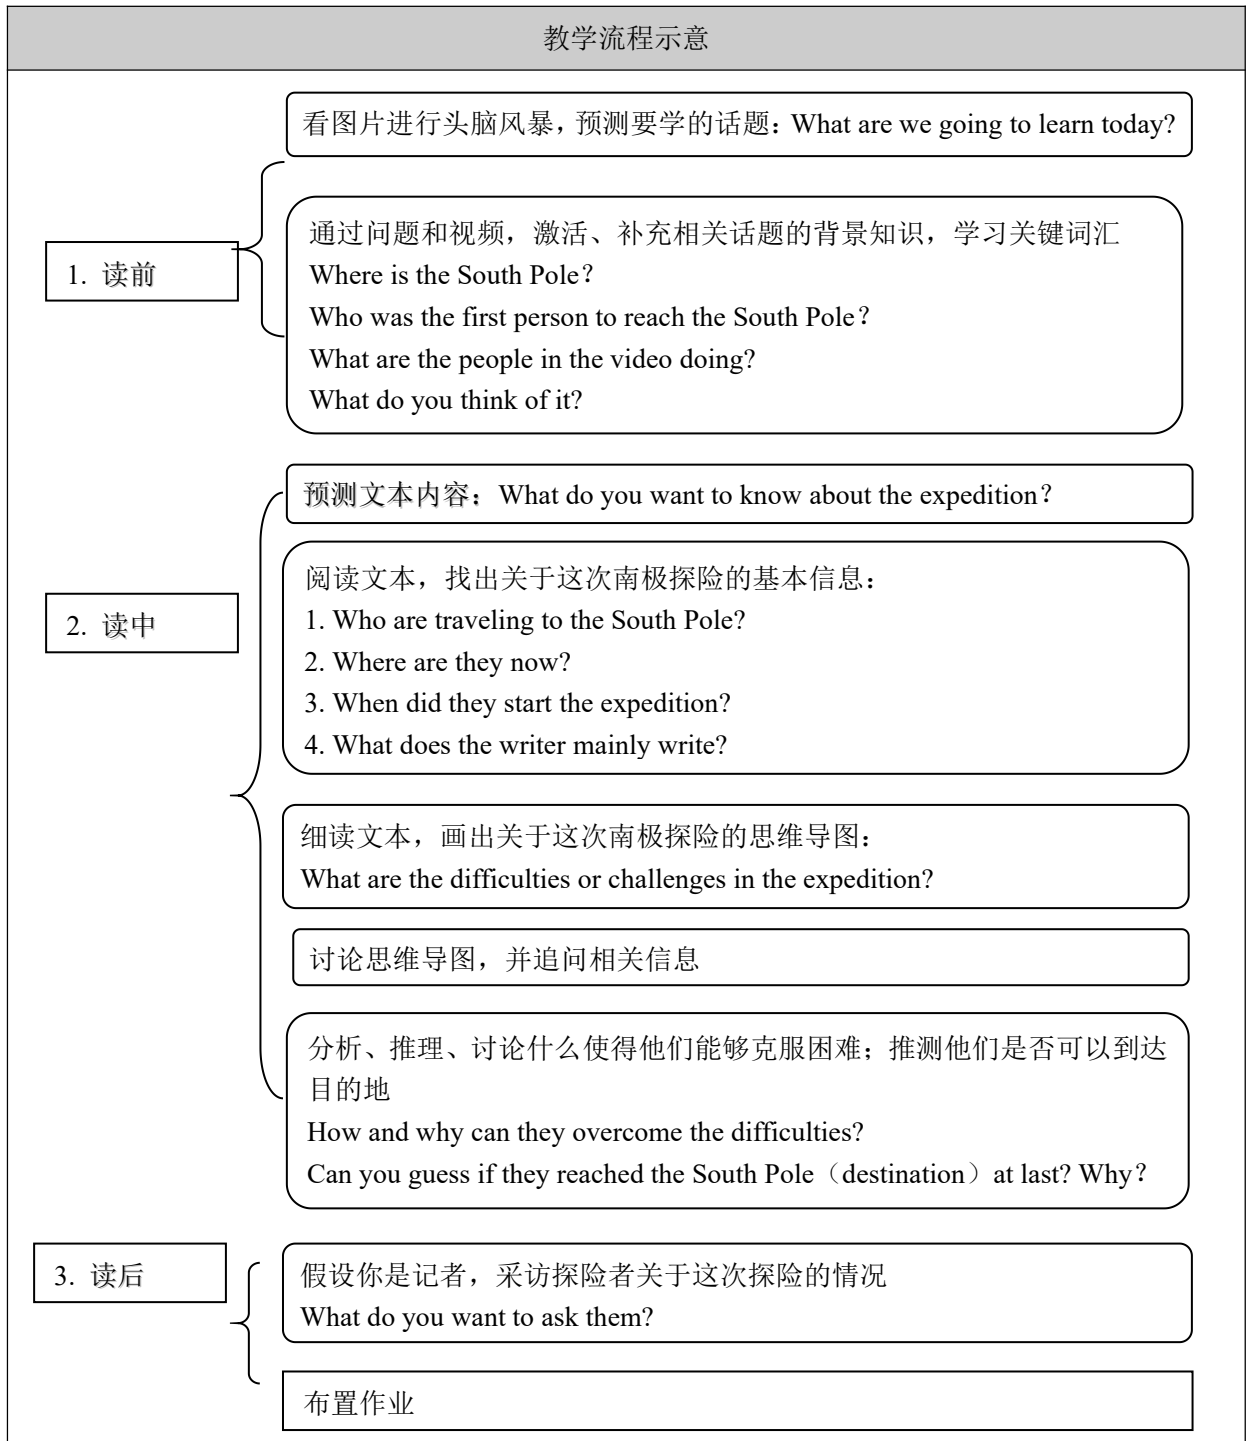 教学流程示意
看图片进行头脑风暴，预测要学的话题：What are we going to learn today?
1. 读前
通过问题和视频，激活、补充相关话题的背景知识，学习关键词汇
Where is the South Pole？
Who was the first person to reach the South Pole？
What are the people in the video doing?
What do you think of it?
2. 读中
预测文本内容：What do you want to know about the expedition？
阅读文本，找出关于这次南极探险的基本信息：
1. Who are traveling to the South Pole?
2. Where are they now?
3. When did they start the expedition?
4. What does the writer mainly write?
细读文本，画出关于这次南极探险的思维导图：
What are the difficulties or challenges in the expedition?
讨论思维导图，并追问相关信息
分析、推理、讨论什么使得他们能够克服困难；推测他们是否可以到达
目的地
How and why can they overcome the difficulties?
Can you guess if they reached the South Pole（destination）at last? Why？
3. 读后
假设你是记者，采访探险者关于这次探险的情况
What do you want to ask them?
布置作业